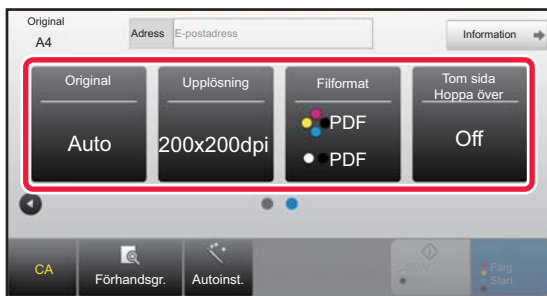 Original
A4
Adress
E-postadress
Information
Original
Auto
Upplösning
200x200dpi
Filformat
PDF
PDF
Tom sida
Hoppa över
Off
CA
Förhandsgr.
Autoinst.
Färg
Start